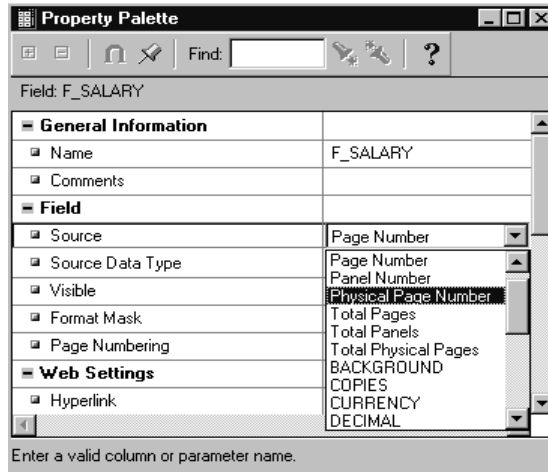 Property Palette
Find:
?
Field: F_SALARY
General Information
Name F_SALARY
Comments
Field
Source Page Number
Source Data Type Page Number
Panel Number
Visible Physical Page Number
Format Mask Total Pages
Total Panels
Page Numbering Total Physical Pages
Web Settings BACKGROUND
COPIES
Hyperlink CURRENCY
DECIMAL
Enter a valid column or parameter name.